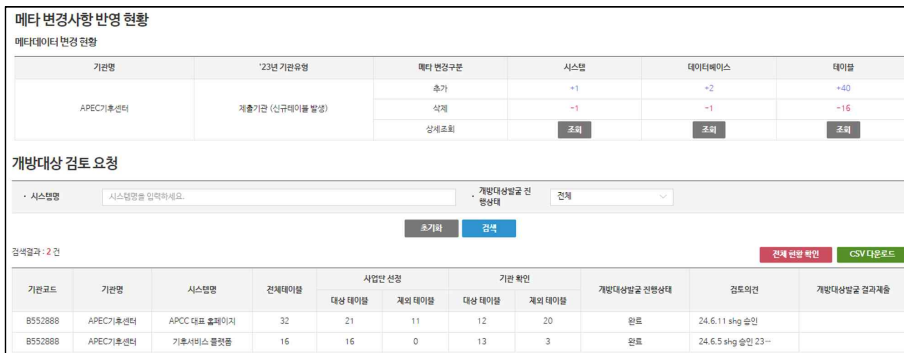 메타 변경사항 반영 현황
메타데이터 변경 현황
기관명 '23년 기관유형 메타 변경구분 시스템 데이터베이스 테이블
APEC기후센터 제출기관 (신규테이블 발생) 추가 +1 +2 +40
삭제 -1 -1 -16
상세조회 조회 조회 조회
개방대상 검토 요청
· 시스템명 시스템명을 입력하세요. · 개방대상발굴 진행상태 전체
초기화 검색
검색결과 : 2 건 전체 현황 확인 CSV 다운로드
기관코드 기관명 시스템명 전체테이블 사업단 선정 기관 확인 개방대상발굴 진행상태 검토의견 개방대상발굴 결과제출
대상 테이블 제외 테이블 대상 테이블 제외 테이블
B552888 APEC기후센터 APCC 대표 홈페이지 32 21 11 12 20 완료 24.6.11 shg 승인
B552888 APEC기후센터 기후서비스 플랫폼 16 16 0 13 3 완료 24.6.5 shg 승인 23…